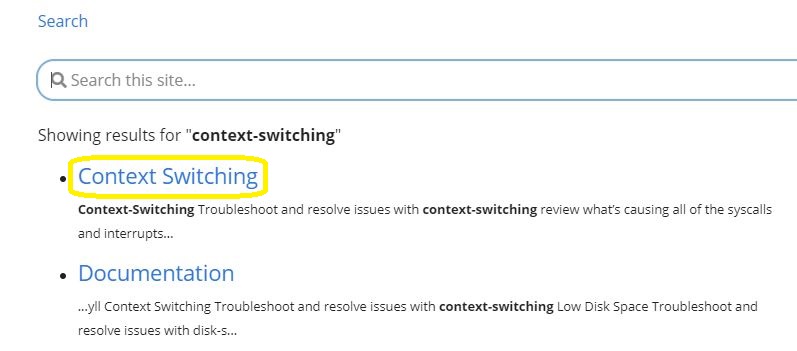 Search
Search this site...
Showing results for "context-switching"
Context Switching
Context-Switching Troubleshoot and resolve issues with context-switching review what's causing all of the syscalls
and interrupts...
Documentation
...yll Context Switching Troubleshoot and resolve issues with context-switching Low Disk Space Troubleshoot and
resolve issues with disk-s...